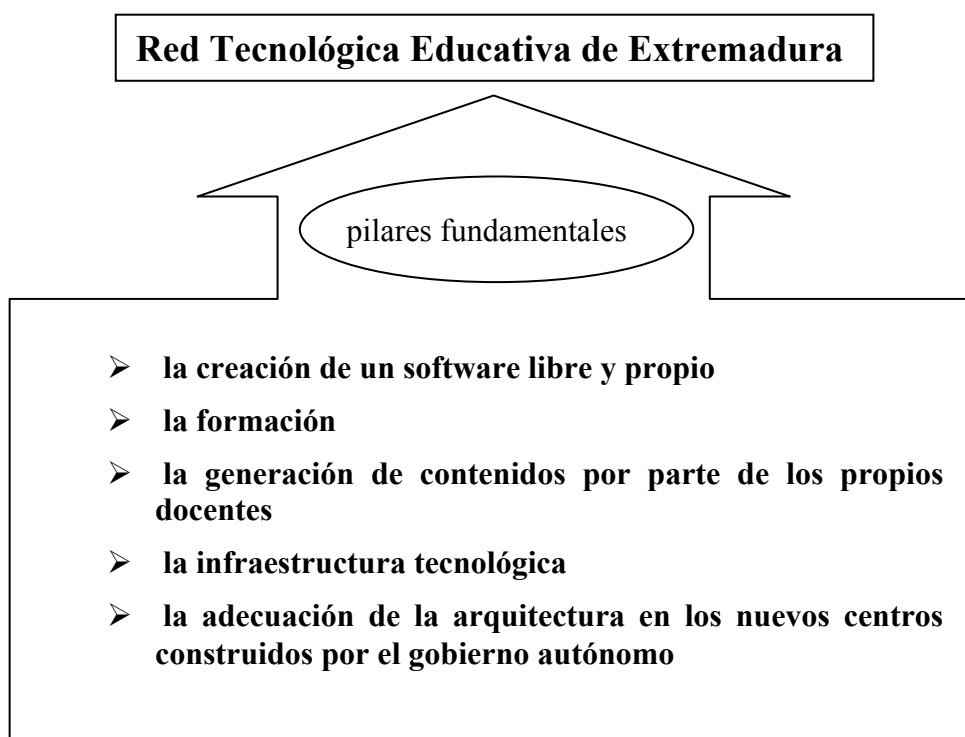 Red Tecnológica Educativa de Extremadura
pilares fundamentales
➢ la creación de un software libre y propio
➢ la formación
➢ la generación de contenidos por parte de los propios
docentes
➢ la infraestructura tecnológica
➢ la adecuación de la arquitectura en los nuevos centros
construidos por el gobierno autónomo